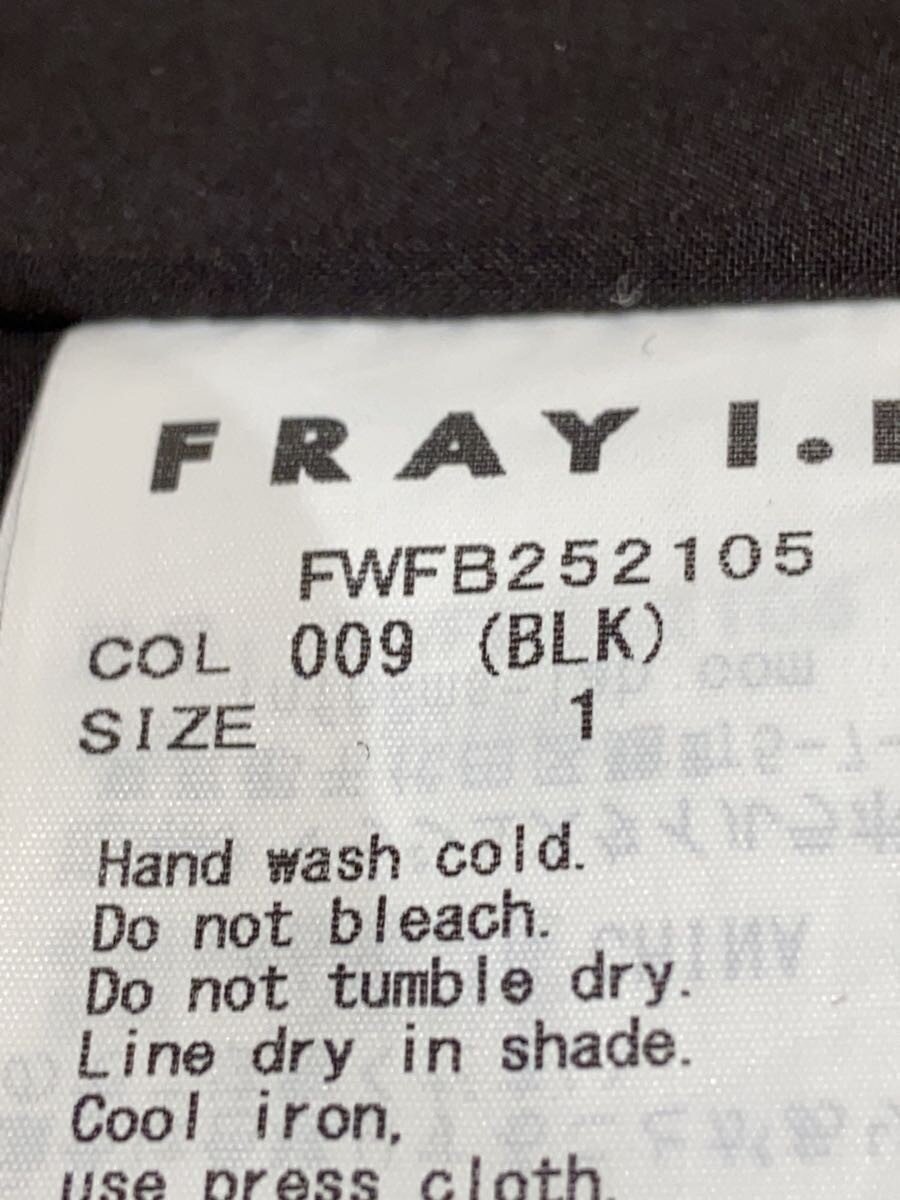 FRAY I.
FWFB252105
COL 009 (BLK)
SIZE 1
Hand wash cold.
Do not bleach.
Do not tumble dry.
Line dry in shade.
Cool iron,
use press cloth.